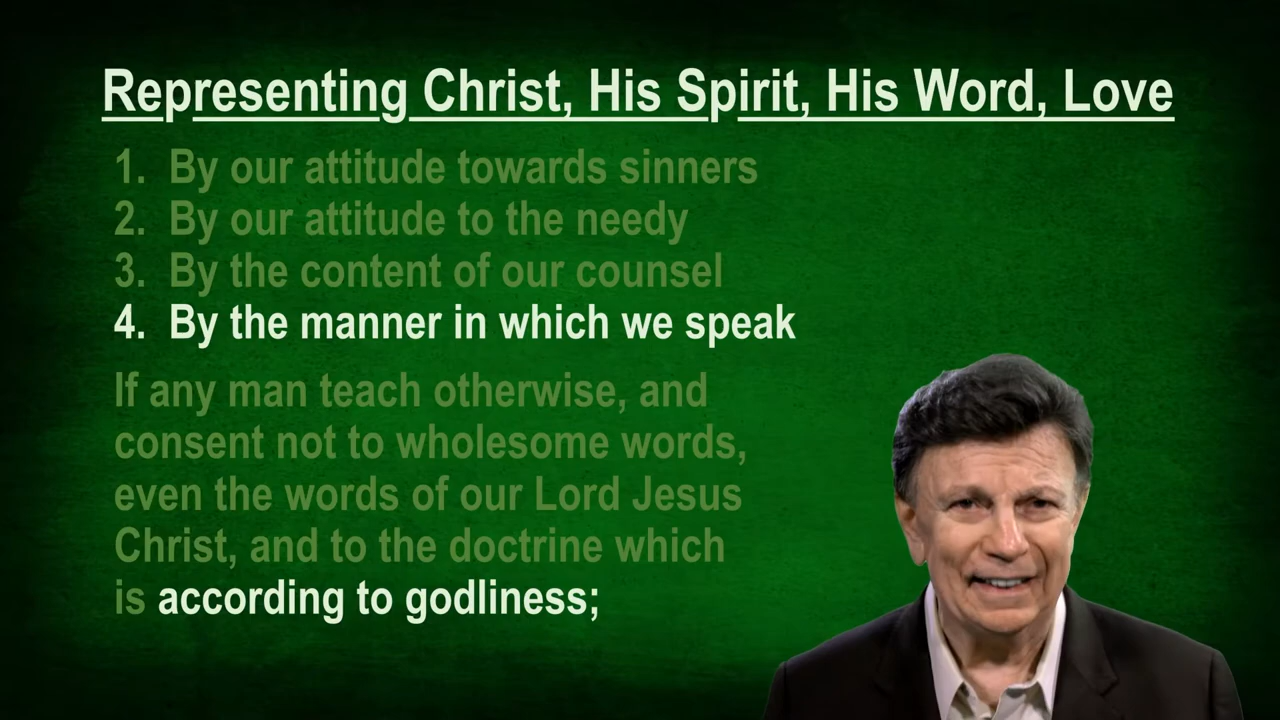 Representing Christ, His Spirit, His Word, Love
1. By our attitude towards sinners
2. By our attitude to the needy
3. By the content of our counsel
4. By the manner in which we speak
If any man teach otherwise, and
consent not to wholesome words,
even the words of our Lord Jesus
Christ, and to the doctrine which
is according to godliness;